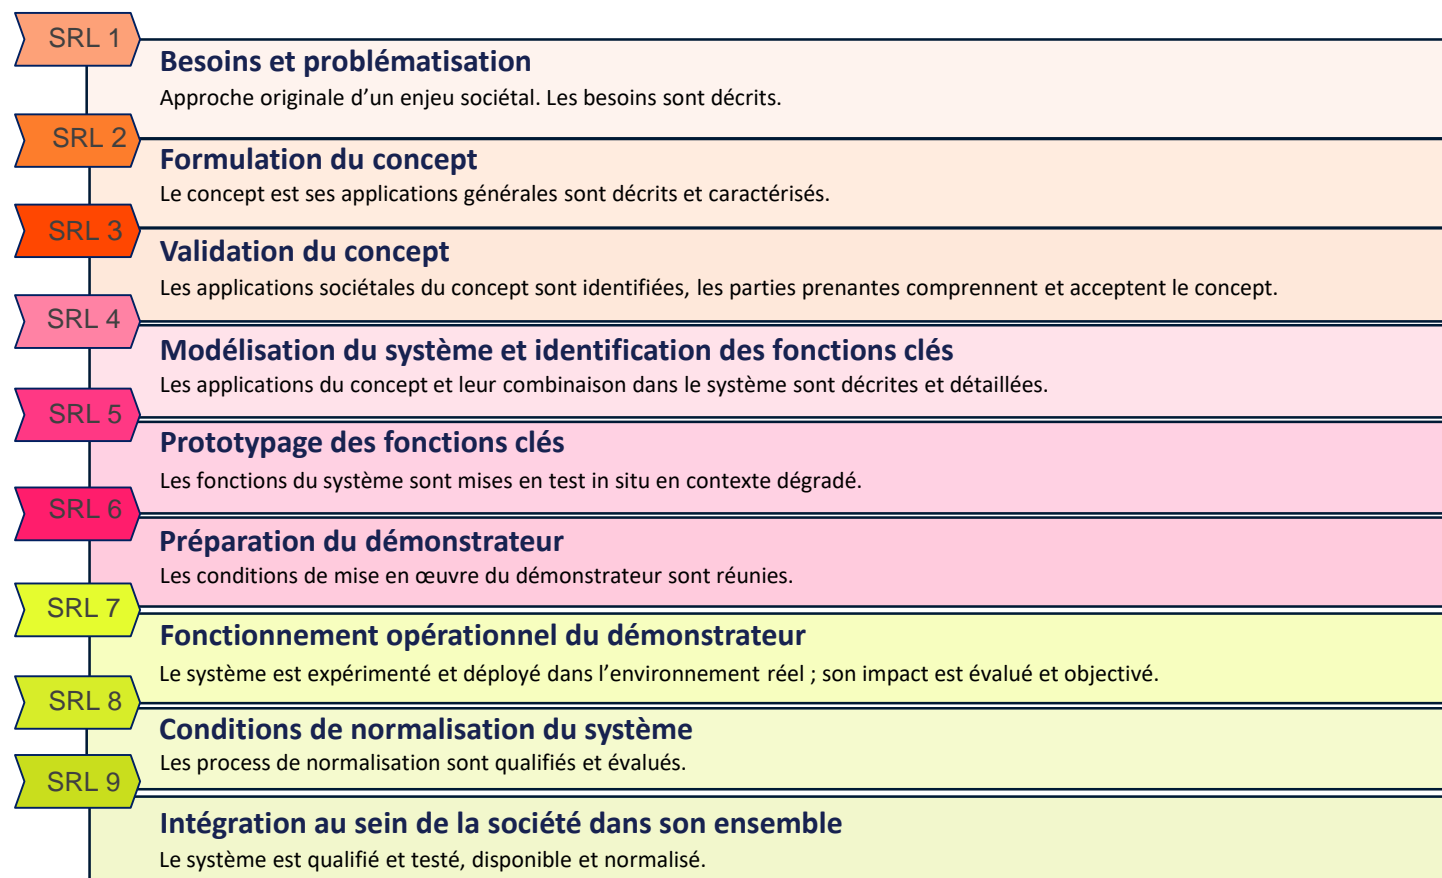 SRL 1
Besoins et problématisation
Approche originale d’un enjeu sociétal. Les besoins sont décrits.
SRL 2
Formulation du concept
Le concept est ses applications générales sont décrits et caractérisés.
SRL 3
Validation du concept
Les applications sociétales du concept sont identifiées, les parties prenantes comprennent et acceptent le concept.
SRL 4
Modélisation du système et identification des fonctions clés
Les applications du concept et leur combinaison dans le système sont décrites et détaillées.
SRL 5
Prototypage des fonctions clés
Les fonctions du système sont mises en test in situ en contexte dégradé.
SRL 6
Préparation du démonstrateur
Les conditions de mise en œuvre du démonstrateur sont réunies.
SRL 7
Fonctionnement opérationnel du démonstrateur
Le système est expérimenté et déployé dans l’environnement réel ; son impact est évalué et objectivé.
SRL 8
Conditions de normalisation du système
Les process de normalisation sont qualifiés et évalués.
SRL 9
Intégration au sein de la société dans son ensemble
Le système est qualifié et testé, disponible et normalisé.